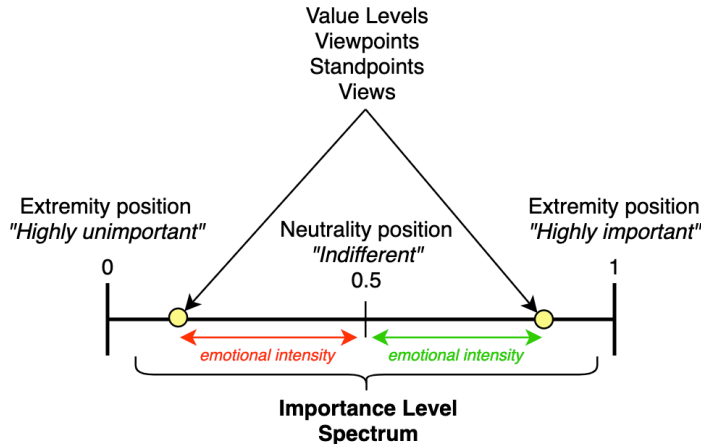 Value Levels
Viewpoints
Standpoints
Views
Extremity position
"Highly unimportant"
0
Neutrality position
"Indifferent"
0.5
Extremity position
"Highly important"
1
emotional intensity
emotional intensity
Importance Level
Spectrum